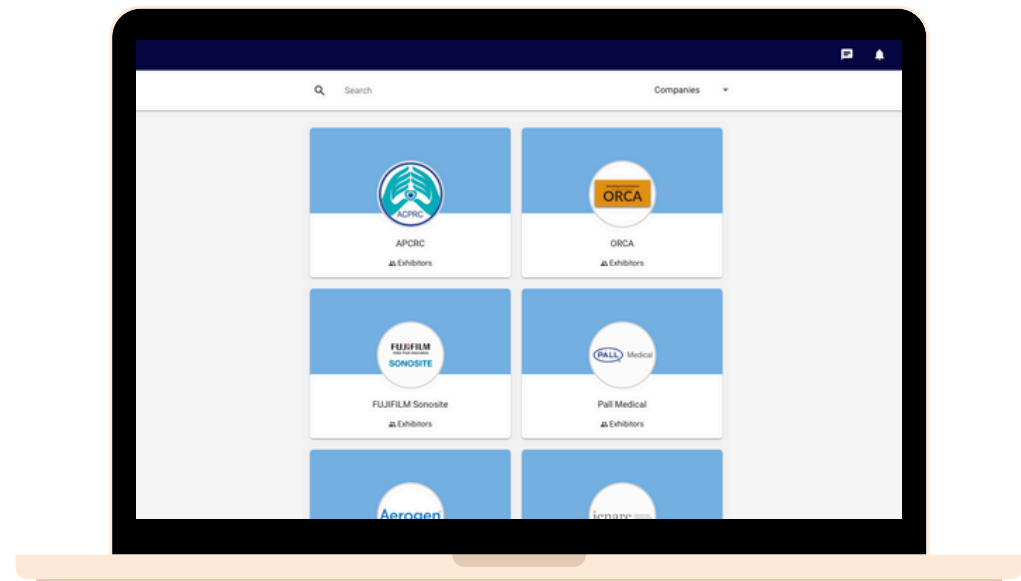 Search
Companies
ACPRC
APCRC
Exhibitors
ORCA
ORCA
Exhibitors
FUJIFILM
SONOSITE
FUJIFILM Sonosite
Exhibitors
PALL Medical
Pall Medical
Exhibitors
Aerogen
icnarc